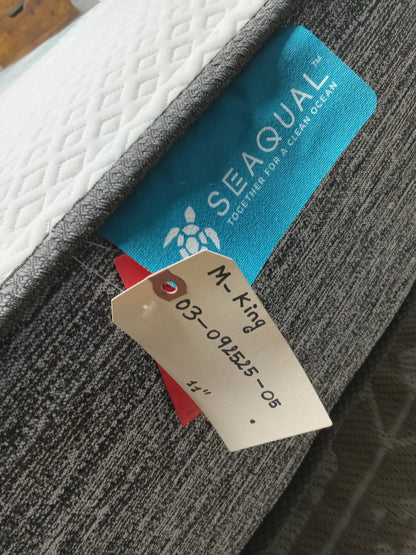 SEAQUAL™
TOGETHER FOR A CLEAN OCEAN
M- King
03-092525-05
11"